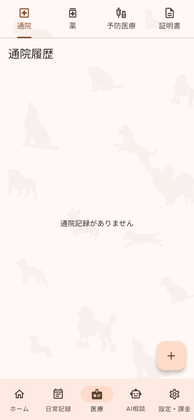 通院
薬
予防医療
証明書
通院履歴
通院記録がありません
ホーム
日常記録
医療
AI相談
設定・課金